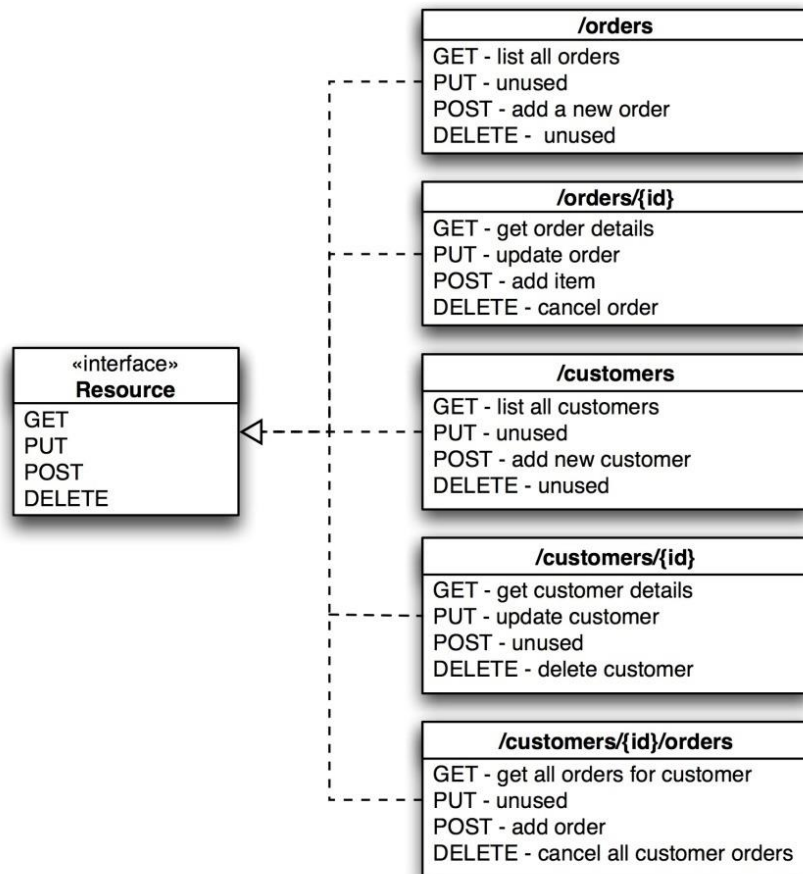 /orders
GET - list all orders
PUT - unused
POST - add a new order
DELETE -  unused
/orders/{id}
GET - get order details
PUT - update order
POST - add item
DELETE - cancel order
«interface»
Resource
GET
PUT
POST
DELETE
/customers
GET - list all customers
PUT - unused
POST - add new customer
DELETE - unused
/customers/{id}
GET - get customer details
PUT - update customer
POST - unused
DELETE - delete customer
/customers/{id}/orders
GET - get all orders for customer
PUT - unused
POST - add order
DELETE - cancel all customer orders